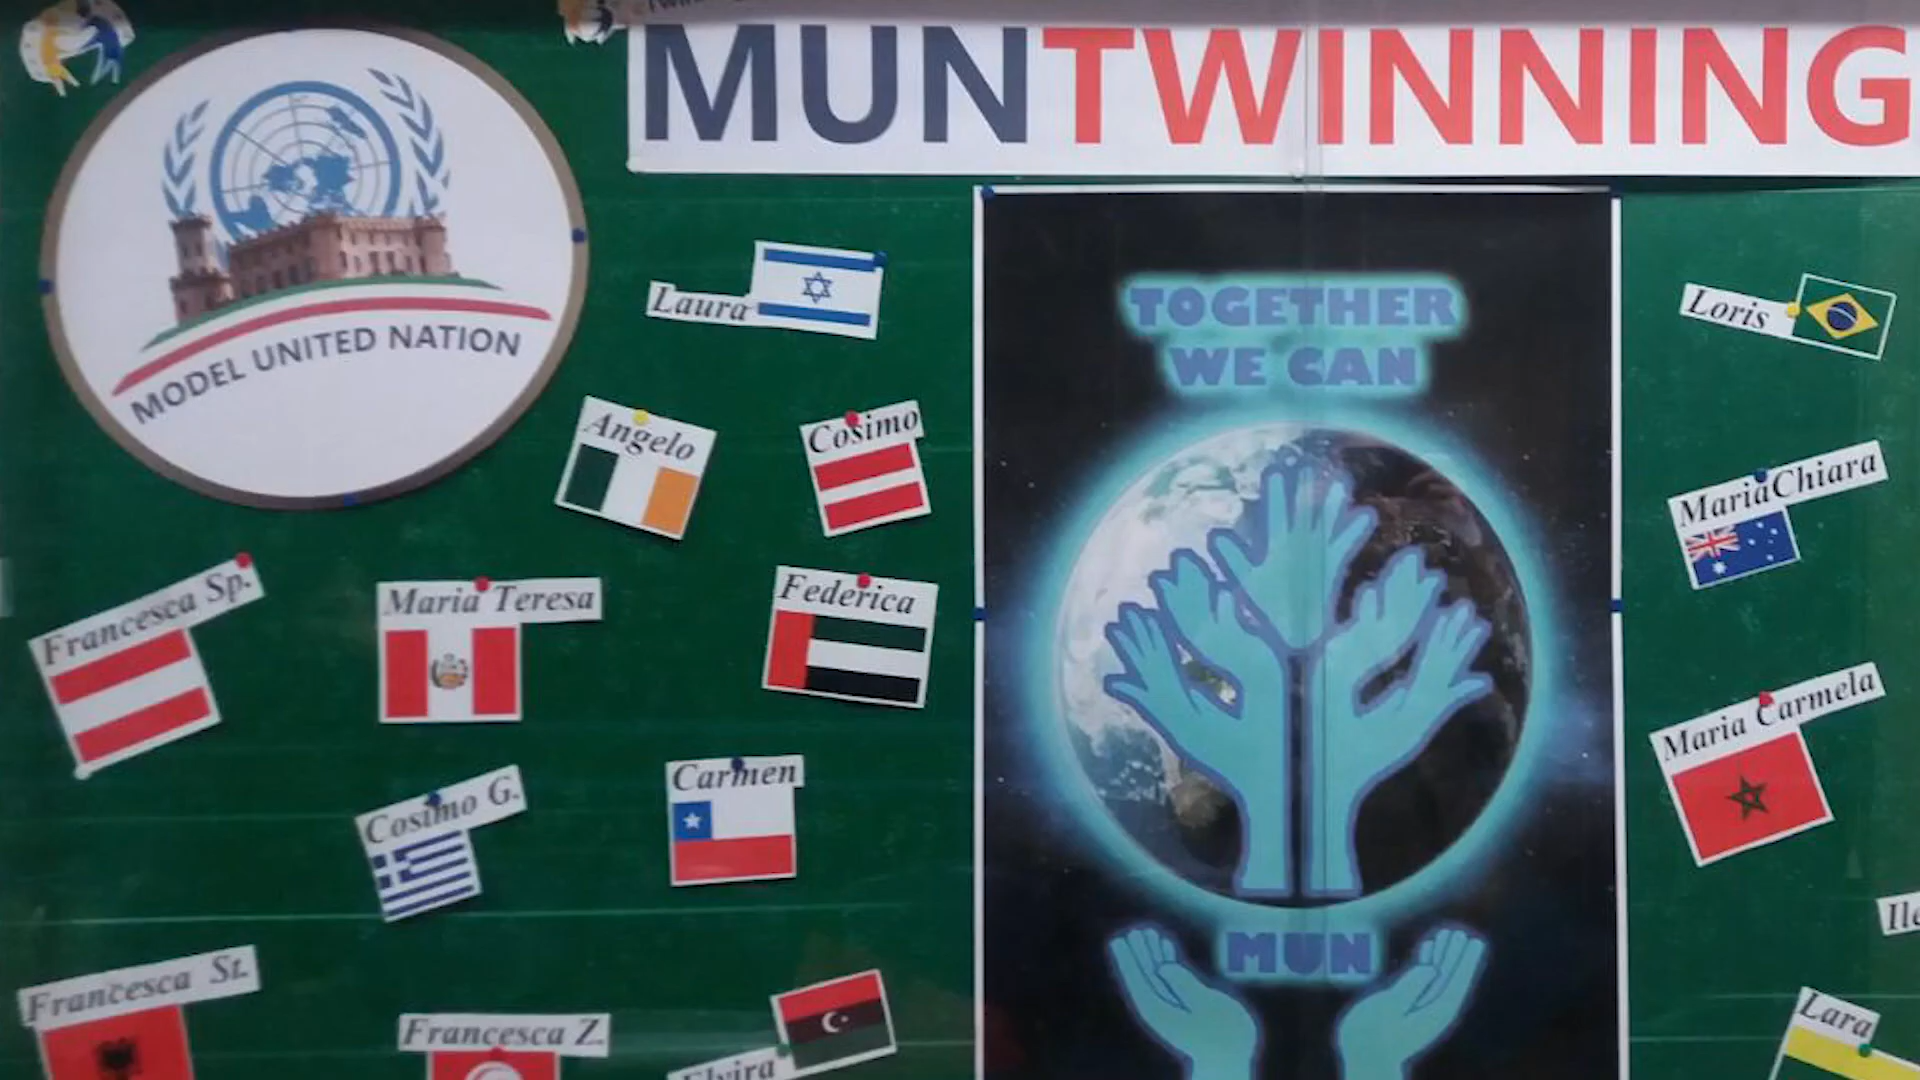 MUNTWINNING
MODEL UNITED NATION
Laura
TOGETHER
WE CAN
Loris
Angelo
Cosimo
MariaChiara
Francesca Sp.
Maria Teresa
Federica
Maria Carmela
Cosimo G.
Carmen
MUN
Francesca St.
Francesca Z.
Elvira
Lara